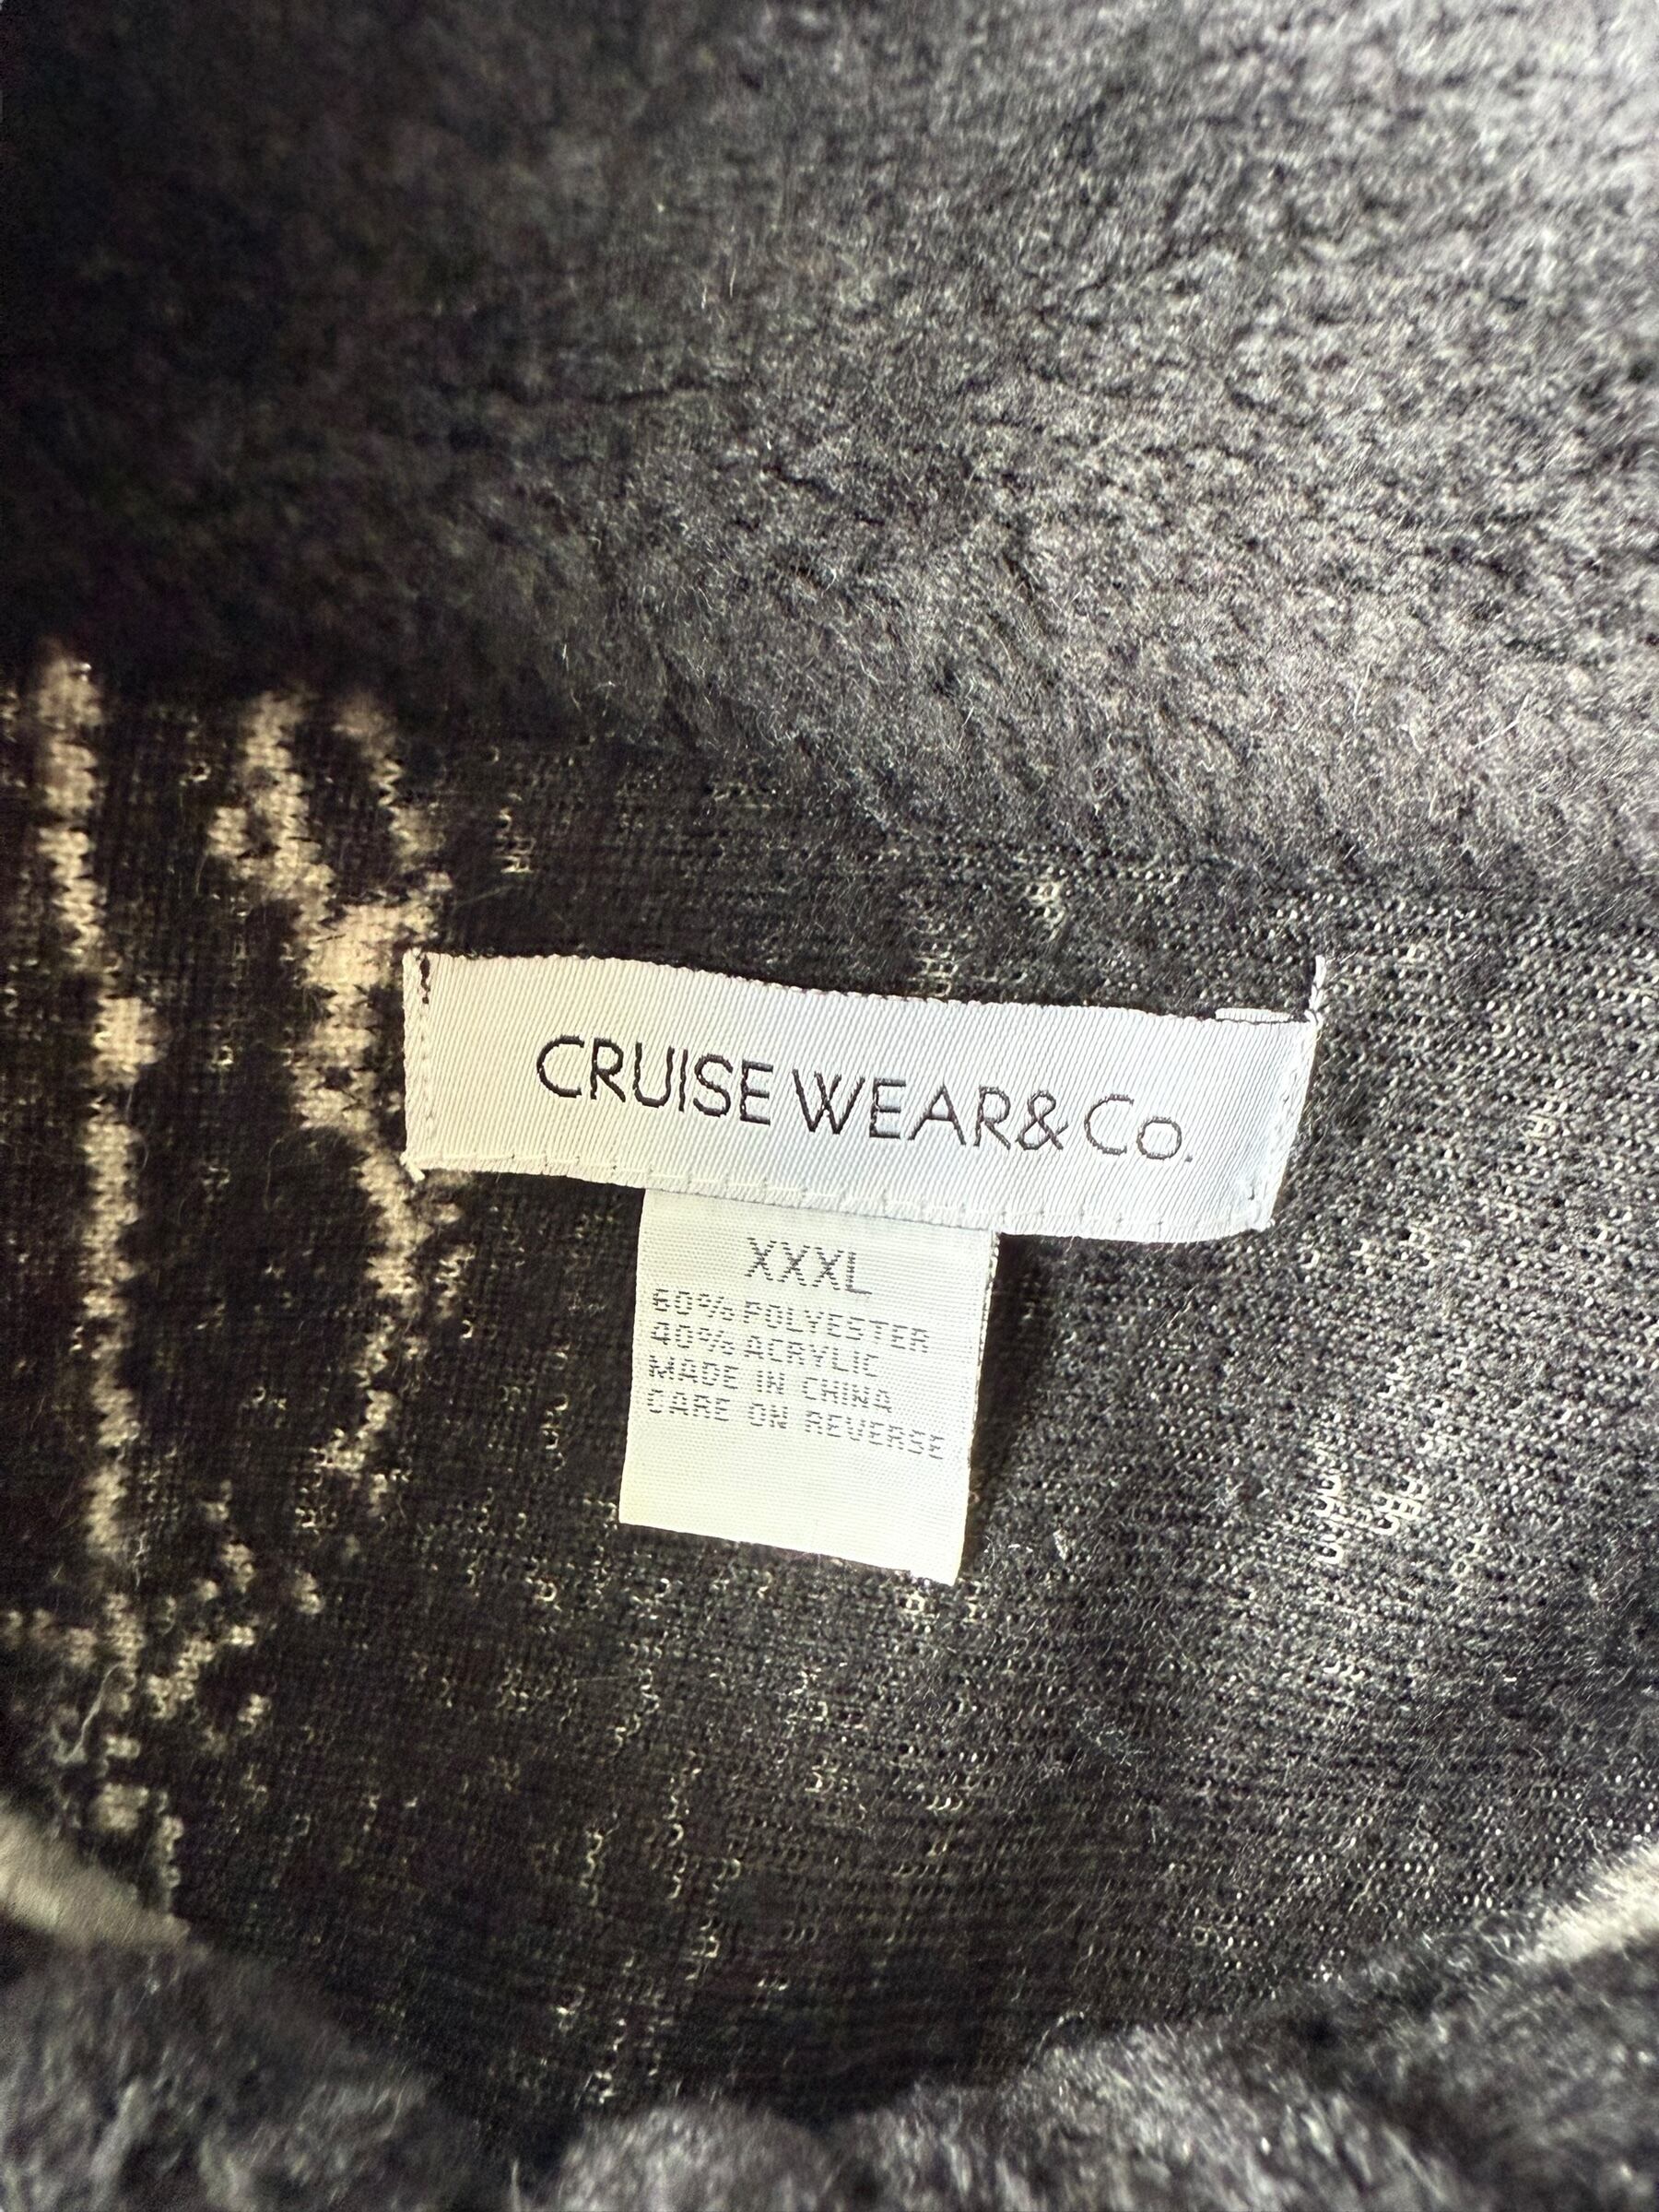 CRUISE WEAR & Co.
XXXL
60% POLYESTER
40% ACRYLIC
MADE IN CHINA
CARE ON REVERSE